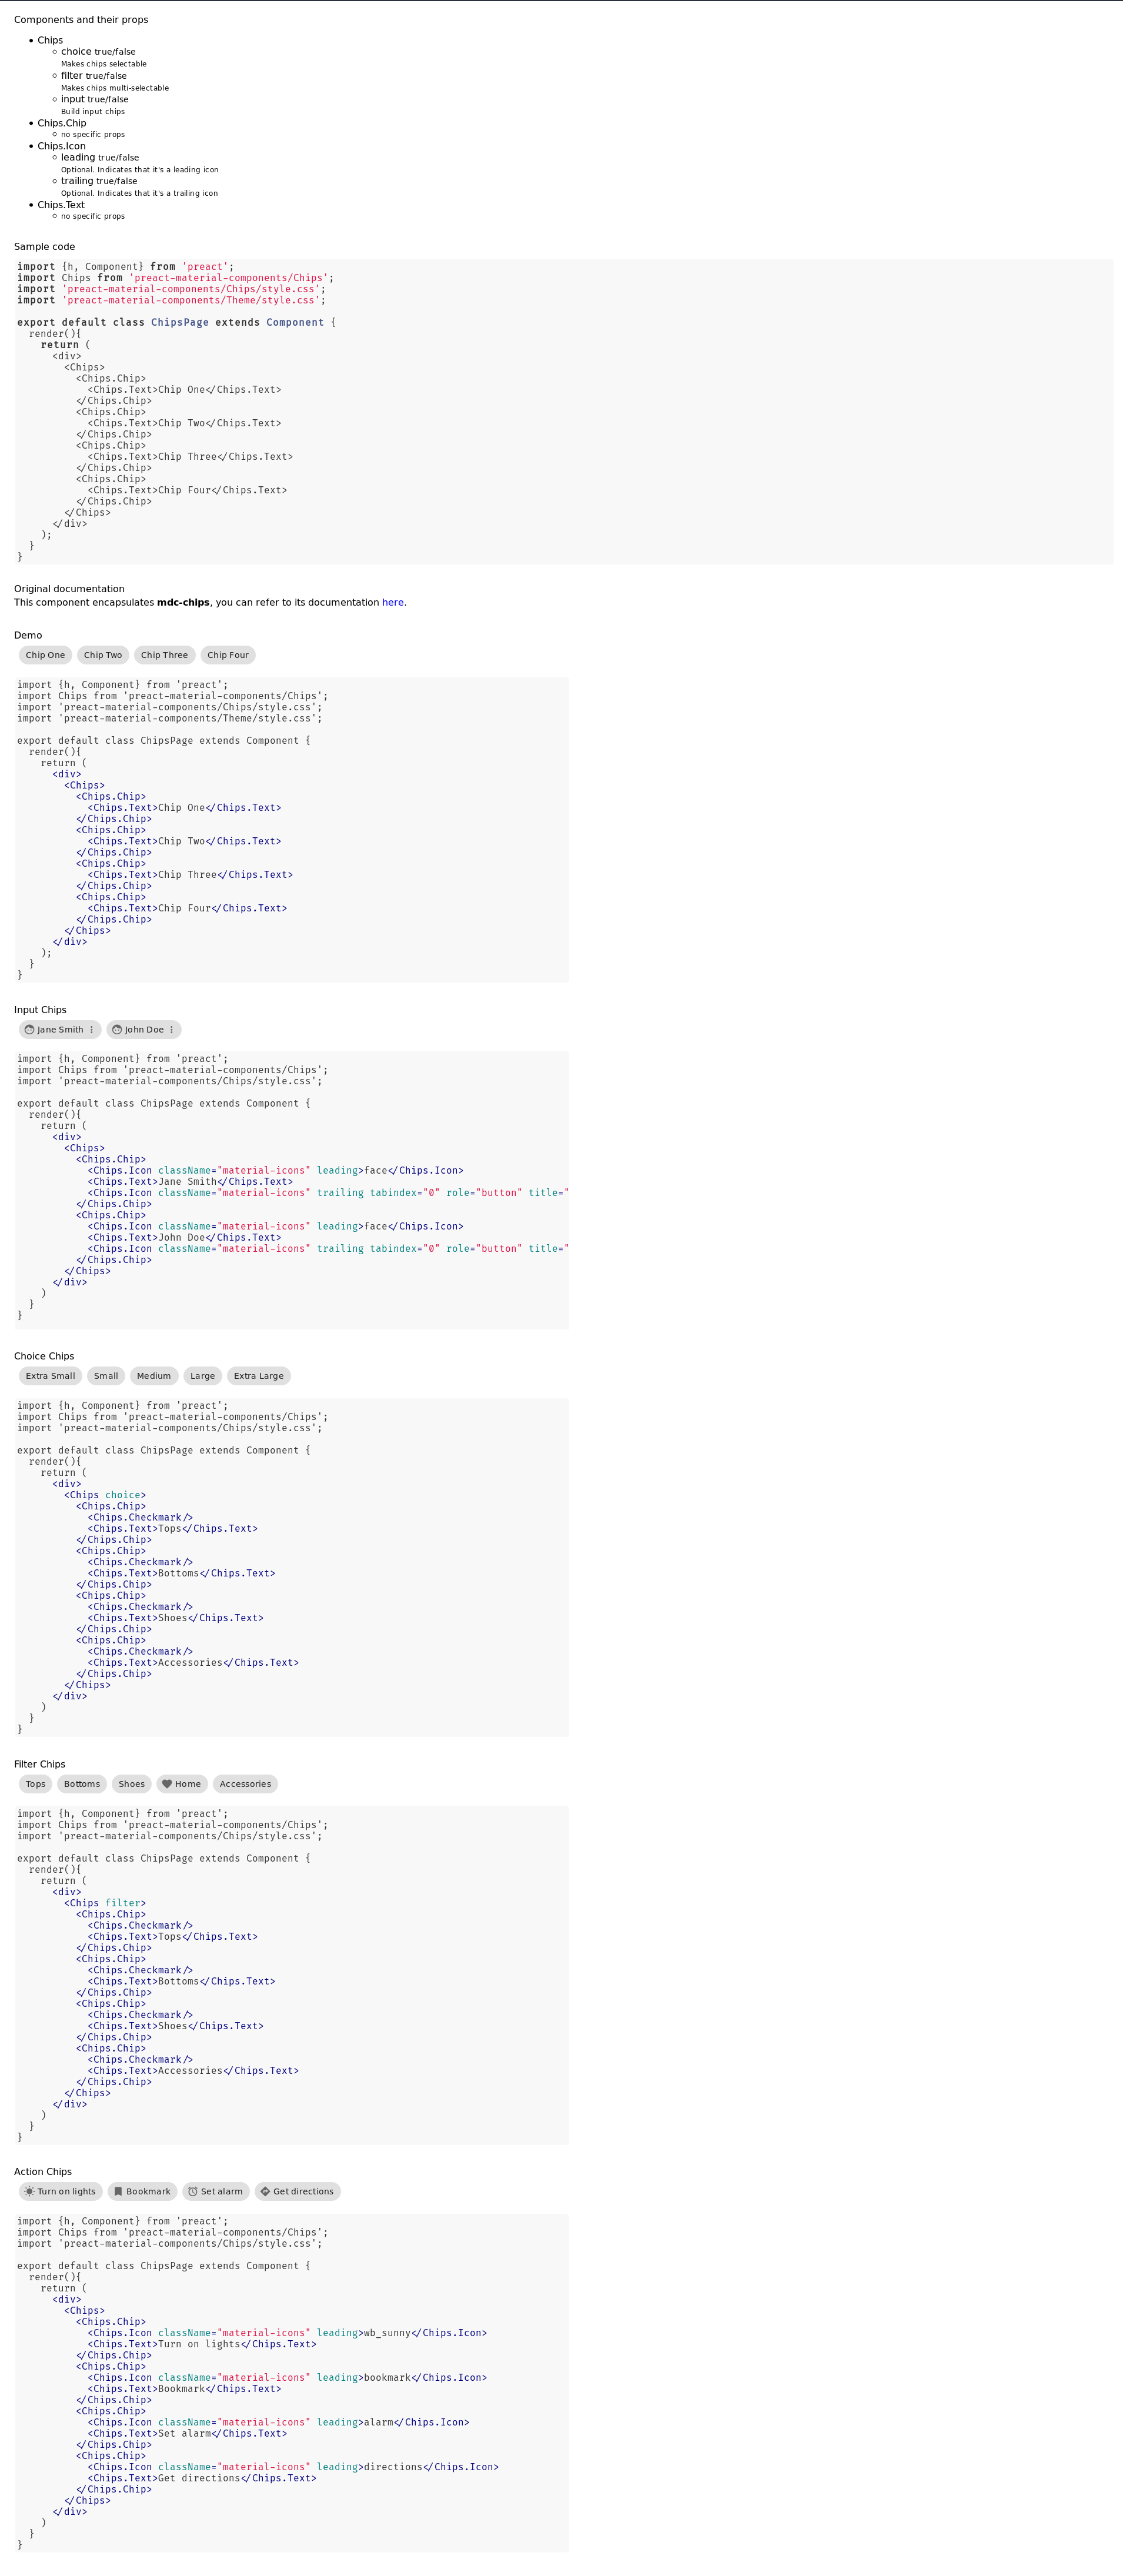 Components and their props
Chips
choice true/false
Makes chips selectable
filter true/false
Makes chips multi-selectable
input true/false
Build input chips
Chips.Chip
no specific props
Chips.Icon
leading true/false
Optional. Indicates that it's a leading icon
trailing true/false
Optional. Indicates that it's a trailing icon
Chips.Text
no specific props
Sample code
import {h, Component} from 'preact';
import Chips from 'preact-material-components/Chips';
import 'preact-material-components/Chips/style.css';
import 'preact-material-components/Theme/style.css';
export default class ChipsPage extends Component {
render(){
return (
<div>
<Chips>
<Chips.Chip>
<Chips.Text>Chip One</Chips.Text>
</Chips.Chip>
<Chips.Chip>
<Chips.Text>Chip Two</Chips.Text>
</Chips.Chip>
<Chips.Chip>
<Chips.Text>Chip Three</Chips.Text>
</Chips.Chip>
<Chips.Chip>
<Chips.Text>Chip Four</Chips.Text>
</Chips.Chip>
</Chips>
</div>
);
}
}
Original documentation
This component encapsulates mdc-chips, you can refer to its documentation here.
Demo
Chip One Chip Two Chip Three Chip Four
import {h, Component} from 'preact';
import Chips from 'preact-material-components/Chips';
import 'preact-material-components/Chips/style.css';
import 'preact-material-components/Theme/style.css';
export default class ChipsPage extends Component {
render(){
return (
<div>
<Chips>
<Chips.Chip>
<Chips.Text>Chip One</Chips.Text>
</Chips.Chip>
<Chips.Chip>
<Chips.Text>Chip Two</Chips.Text>
</Chips.Chip>
<Chips.Chip>
<Chips.Text>Chip Three</Chips.Text>
</Chips.Chip>
<Chips.Chip>
<Chips.Text>Chip Four</Chips.Text>
</Chips.Chip>
</Chips>
</div>
);
}
}
Input Chips
Jane Smith John Doe
import {h, Component} from 'preact';
import Chips from 'preact-material-components/Chips';
import 'preact-material-components/Chips/style.css';
export default class ChipsPage extends Component {
render(){
return (
<div>
<Chips>
<Chips.Chip>
<Chips.Icon className="material-icons" leading>face</Chips.Icon>
<Chips.Text>Jane Smith</Chips.Text>
<Chips.Icon className="material-icons" trailing tabindex="0" role="button" title="
</Chips.Chip>
<Chips.Chip>
<Chips.Icon className="material-icons" leading>face</Chips.Icon>
<Chips.Text>John Doe</Chips.Text>
<Chips.Icon className="material-icons" trailing tabindex="0" role="button" title="
</Chips.Chip>
</Chips>
</div>
)
}
}
Choice Chips
Extra Small Small Medium Large Extra Large
import {h, Component} from 'preact';
import Chips from 'preact-material-components/Chips';
import 'preact-material-components/Chips/style.css';
export default class ChipsPage extends Component {
render(){
return (
<div>
<Chips choice>
<Chips.Chip>
<Chips.Checkmark/>
<Chips.Text>Tops</Chips.Text>
</Chips.Chip>
<Chips.Chip>
<Chips.Checkmark/>
<Chips.Text>Bottoms</Chips.Text>
</Chips.Chip>
<Chips.Chip>
<Chips.Checkmark/>
<Chips.Text>Shoes</Chips.Text>
</Chips.Chip>
<Chips.Chip>
<Chips.Checkmark/>
<Chips.Text>Accessories</Chips.Text>
</Chips.Chip>
</Chips>
</div>
)
}
}
Filter Chips
Tops Bottoms Shoes Home Accessories
import {h, Component} from 'preact';
import Chips from 'preact-material-components/Chips';
import 'preact-material-components/Chips/style.css';
export default class ChipsPage extends Component {
render(){
return (
<div>
<Chips filter>
<Chips.Chip>
<Chips.Checkmark/>
<Chips.Text>Tops</Chips.Text>
</Chips.Chip>
<Chips.Chip>
<Chips.Checkmark/>
<Chips.Text>Bottoms</Chips.Text>
</Chips.Chip>
<Chips.Chip>
<Chips.Checkmark/>
<Chips.Text>Shoes</Chips.Text>
</Chips.Chip>
<Chips.Chip>
<Chips.Checkmark/>
<Chips.Text>Accessories</Chips.Text>
</Chips.Chip>
</Chips>
</div>
)
}
}
Action Chips
Turn on lights Bookmark Set alarm Get directions
import {h, Component} from 'preact';
import Chips from 'preact-material-components/Chips';
import 'preact-material-components/Chips/style.css';
export default class ChipsPage extends Component {
render(){
return (
<div>
<Chips>
<Chips.Chip>
<Chips.Icon className="material-icons" leading>wb_sunny</Chips.Icon>
<Chips.Text>Turn on lights</Chips.Text>
</Chips.Chip>
<Chips.Chip>
<Chips.Icon className="material-icons" leading>bookmark</Chips.Icon>
<Chips.Text>Bookmark</Chips.Text>
</Chips.Chip>
<Chips.Chip>
<Chips.Icon className="material-icons" leading>alarm</Chips.Icon>
<Chips.Text>Set alarm</Chips.Text>
</Chips.Chip>
<Chips.Chip>
<Chips.Icon className="material-icons" leading>directions</Chips.Icon>
<Chips.Text>Get directions</Chips.Text>
</Chips.Chip>
</Chips>
</div>
)
}
}